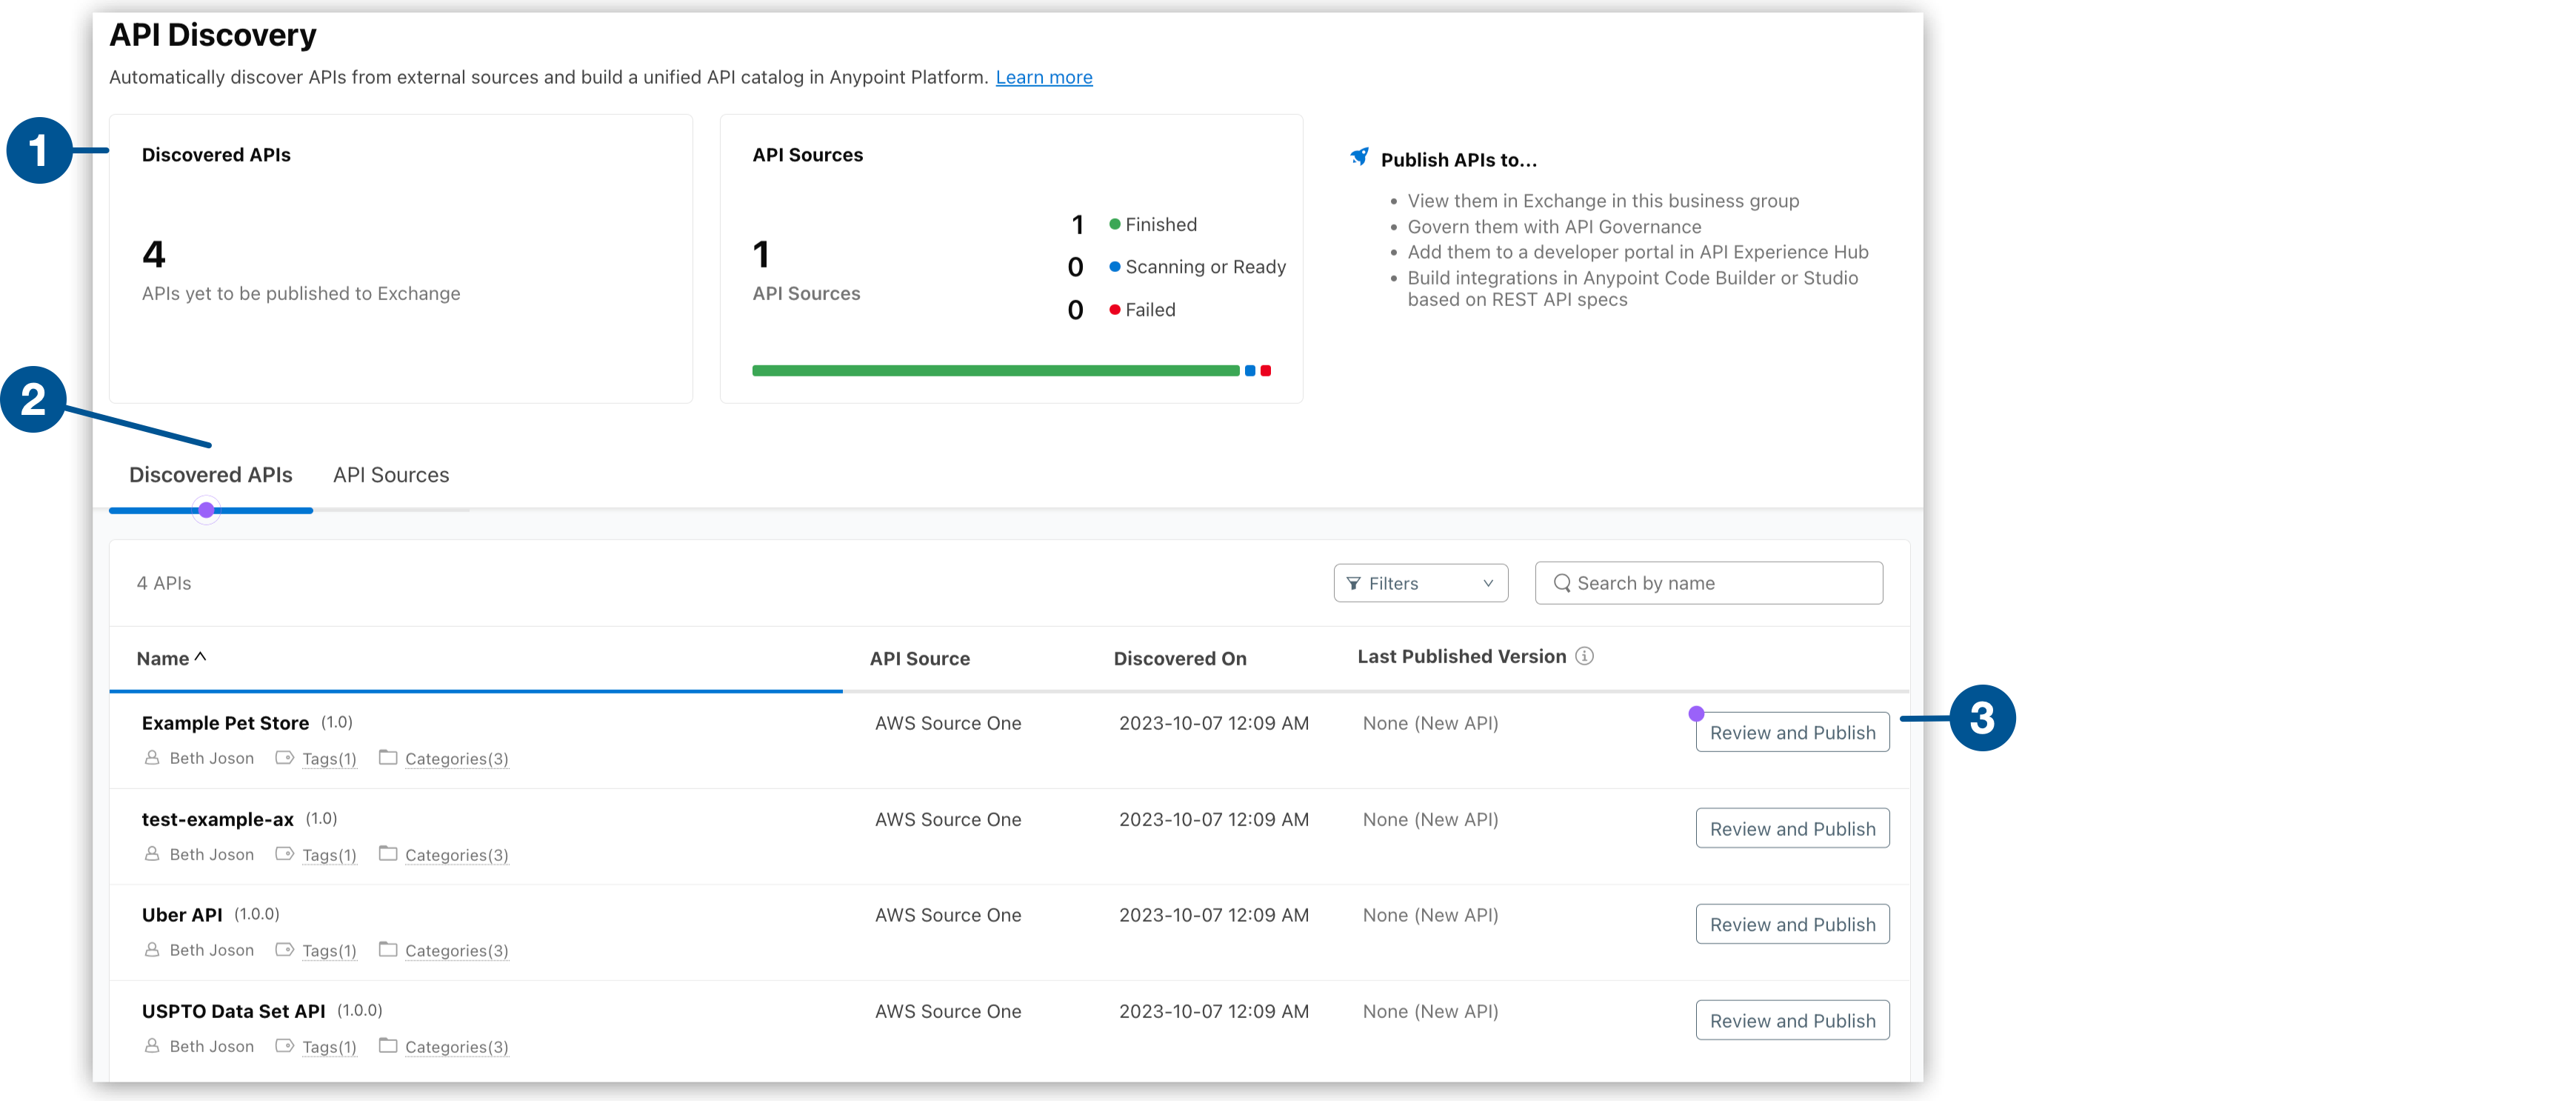 API Discovery
Automatically discover APIs from external sources and build a unified API catalog in Anypoint Platform. Learn more
1
Discovered APIs
4
APIs yet to be published to Exchange
API Sources
1
API Sources
1 Finished
0 Scanning or Ready
0 Failed
Publish APIs to...
• View them in Exchange in this business group
• Govern them with API Governance
• Add them to a developer portal in API Experience Hub
• Build integrations in Anypoint Code Builder or Studio
based on REST API specs
2
Discovered APIs API Sources
4 APIs Filters Search by name
Name API Source Discovered On Last Published Version
Example Pet Store (1.0) AWS Source One 2023-10-07 12:09 AM None (New API) Review and Publish 3
Beth Joson Tags(1) Categories(3)
test-example-ax (1.0) AWS Source One 2023-10-07 12:09 AM None (New API) Review and Publish
Beth Joson Tags(1) Categories(3)
Uber API (1.0.0) AWS Source One 2023-10-07 12:09 AM None (New API) Review and Publish
Beth Joson Tags(1) Categories(3)
USPTO Data Set API (1.0.0) AWS Source One 2023-10-07 12:09 AM None (New API) Review and Publish
Beth Joson Tags(1) Categories(3)